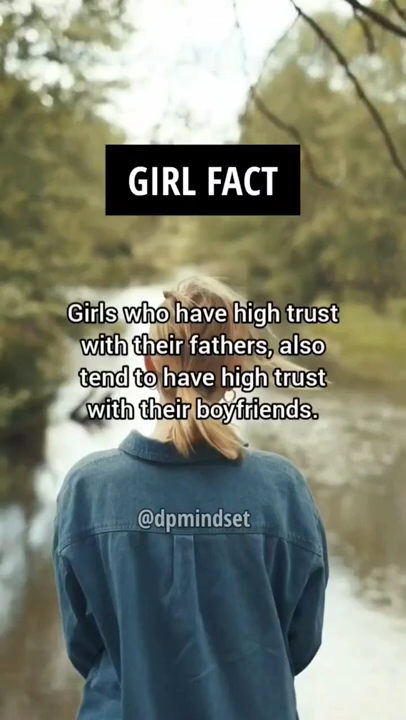 GIRL FACT
Girls who have high trust
with their fathers, also
tend to have high trust
with their boyfriends.
@dpmindset